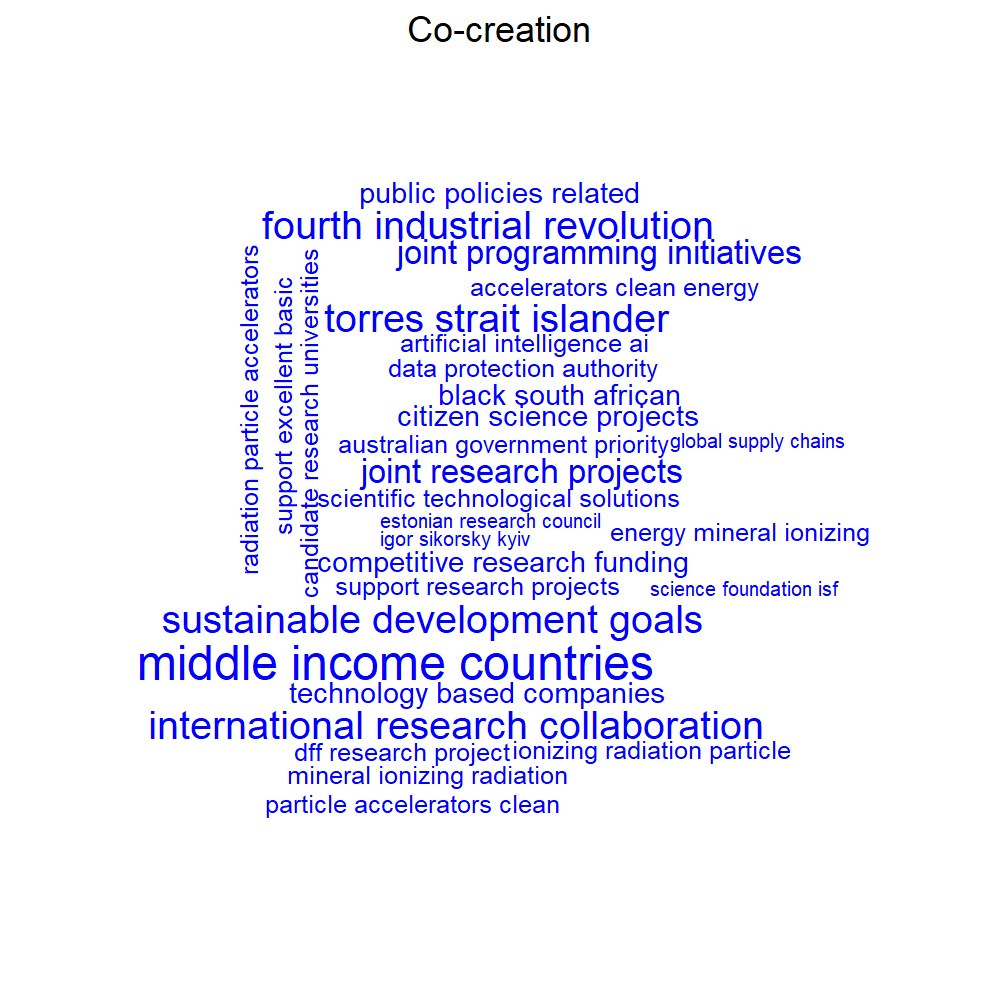 Co-creation
public policies related
fourth industrial revolution
joint programming initiatives
radiation particle accelerators
support excellent basic
candidate research universities
accelerators clean energy
torres strait islander
artificial intelligence ai
data protection authority
black south african
citizen science projects
australian government priority
global supply chains
joint research projects
scientific technological solutions
estonian research council
energy mineral ionizing
igor sikorsky kyiv
competitive research funding
support research projects
science foundation isf
sustainable development goals
middle income countries
technology based companies
international research collaboration
dff research project
ionizing radiation particle
mineral ionizing radiation
particle accelerators clean